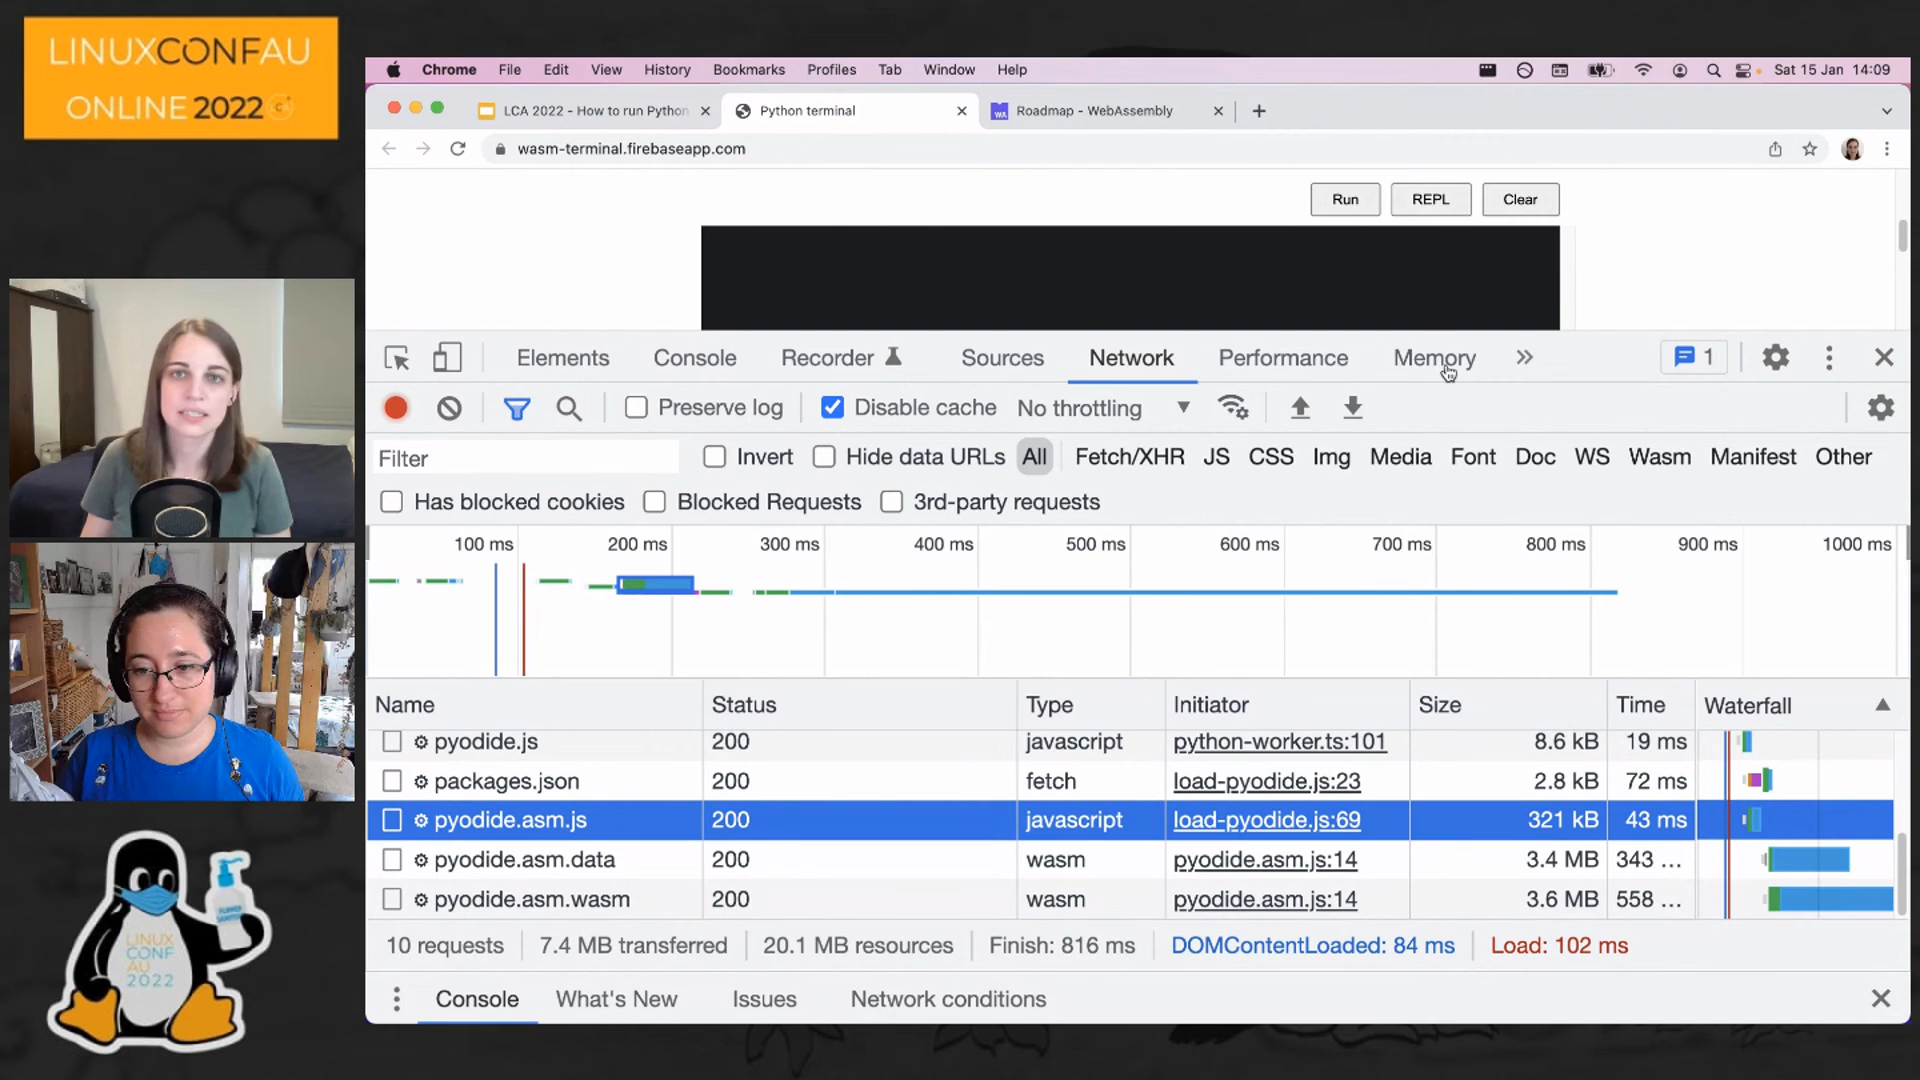 LINUXCONFAU
ONLINE 2022
Chrome File Edit View History Bookmarks Profiles Tab Window Help Sat 15 Jan 14:09
LCA 2022 - How to run Python
Python terminal
Roadmap - WebAssembly
wasm-terminal.firebaseapp.com
Run REPL Clear
Elements Console Recorder Sources Network Performance Memory 1
Preserve log Disable cache No throttling
Filter Invert Hide data URLs All Fetch/XHR JS CSS Img Media Font Doc WS Wasm Manifest Other
Has blocked cookies Blocked Requests 3rd-party requests
100 ms 200 ms 300 ms 400 ms 500 ms 600 ms 700 ms 800 ms 900 ms 1000 ms
Name Status Type Initiator Size Time Waterfall
pyodide.js 200 javascript python-worker.ts:101 8.6 kB 19 ms
packages.json 200 fetch load-pyodide.js:23 2.8 kB 72 ms
pyodide.asm.js 200 javascript load-pyodide.js:69 321 kB 43 ms
pyodide.asm.data 200 wasm pyodide.asm.js:14 3.4 MB 343 ...
pyodide.asm.wasm 200 wasm pyodide.asm.js:14 3.6 MB 558 ...
10 requests 7.4 MB transferred 20.1 MB resources Finish: 816 ms DOMContentLoaded: 84 ms Load: 102 ms
Console What's New Issues Network conditions
LINUX
CONF
AU
2022